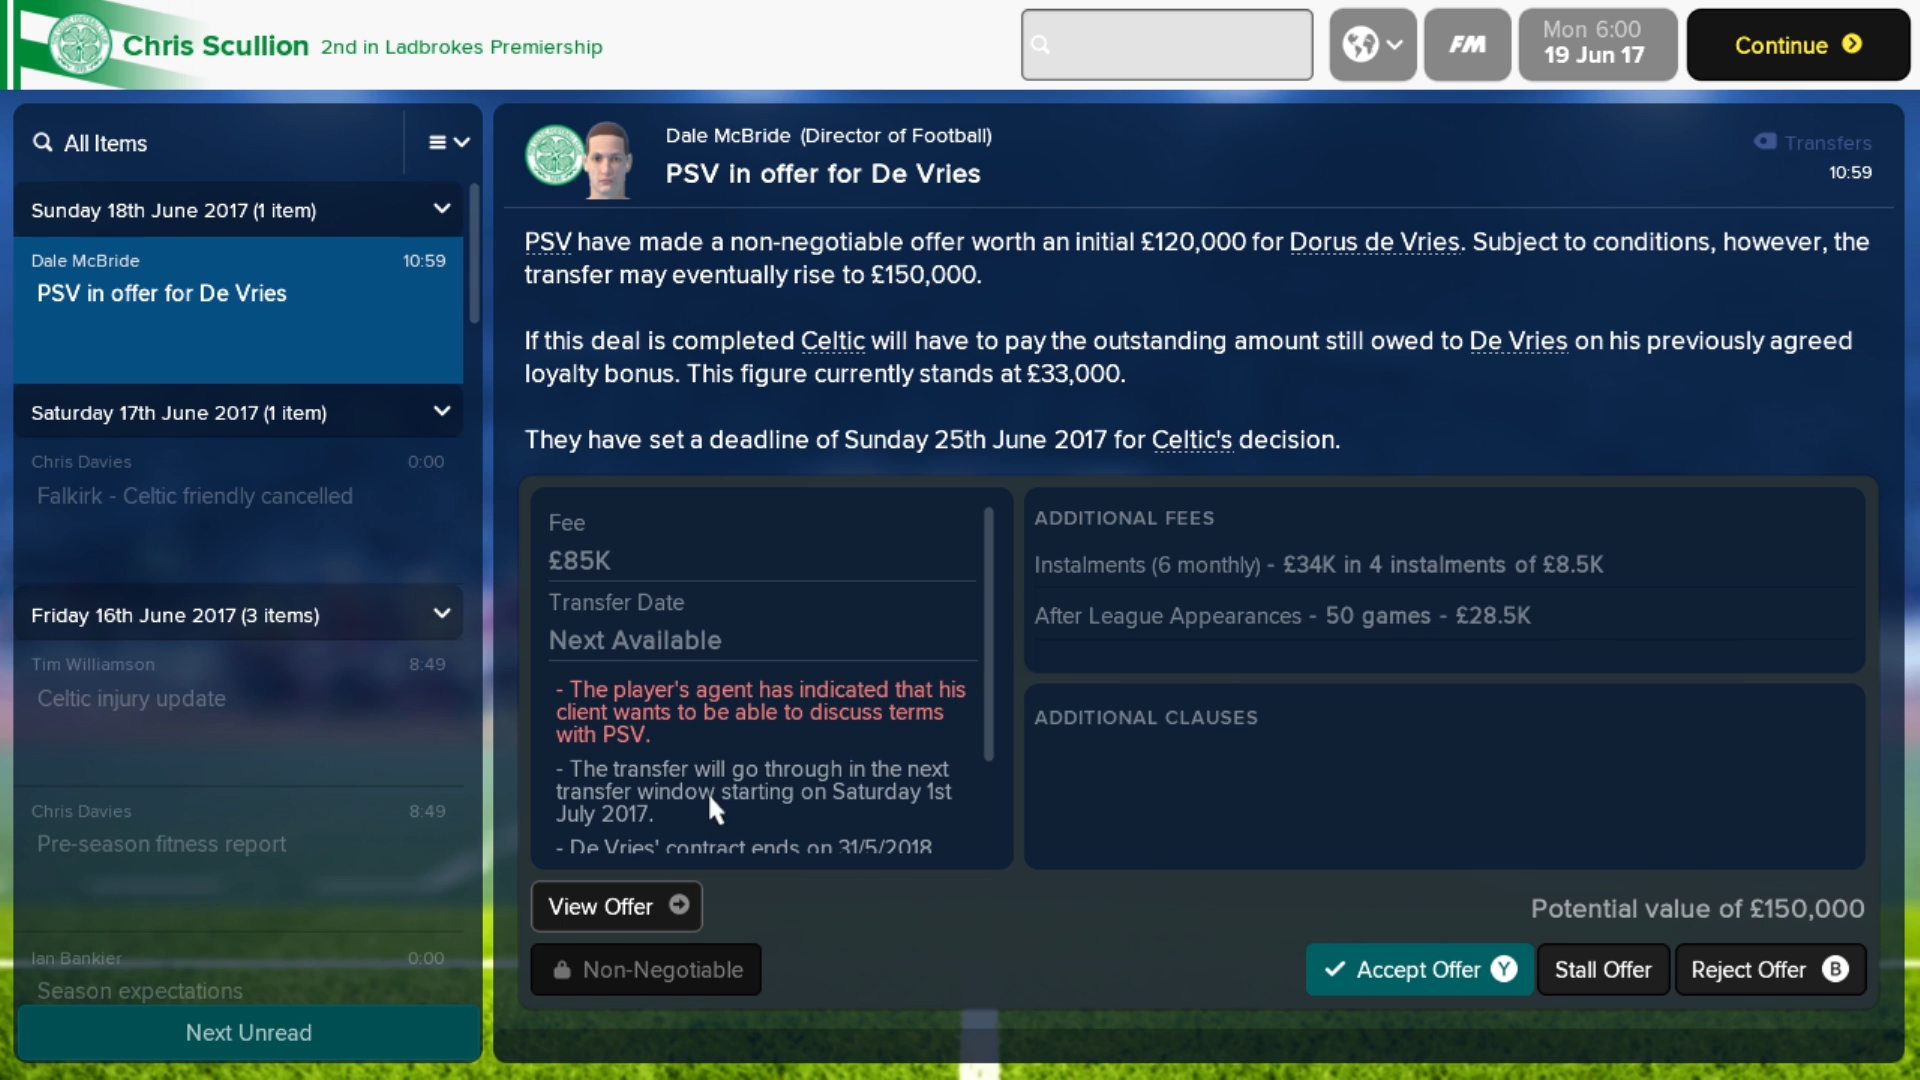 Chris Scullion 2nd in Ladbrokes Premiership
FM
Mon 6:00
19 Jun 17
Continue
All Items
Sunday 18th June 2017 (1 item)
Dale McBride 10:59
PSV in offer for De Vries
Saturday 17th June 2017 (1 item)
Chris Davies 0:00
Falkirk - Celtic friendly cancelled
Friday 16th June 2017 (3 items)
Tim Williamson 8:49
Celtic injury update
Chris Davies 8:49
Pre-season fitness report
Ian Bankier 0:00
Season expectations
Next Unread
Dale McBride (Director of Football)
PSV in offer for De Vries
Transfers
10:59
PSV have made a non-negotiable offer worth an initial £120,000 for Dorus de Vries. Subject to conditions, however, the
transfer may eventually rise to £150,000.
If this deal is completed Celtic will have to pay the outstanding amount still owed to De Vries on his previously agreed
loyalty bonus. This figure currently stands at £33,000.
They have set a deadline of Sunday 25th June 2017 for Celtic's decision.
Fee
£85K
Transfer Date
Next Available
- The player's agent has indicated that his
client wants to be able to discuss terms
with PSV.
- The transfer will go through in the next
transfer window starting on Saturday 1st
July 2017.
- De Vries' contract ends on 31/5/2018
ADDITIONAL FEES
Instalments (6 monthly) - £34K in 4 instalments of £8.5K
After League Appearances - 50 games - £28.5K
ADDITIONAL CLAUSES
View Offer
Potential value of £150,000
Non-Negotiable
Accept Offer Y
Stall Offer
Reject Offer B